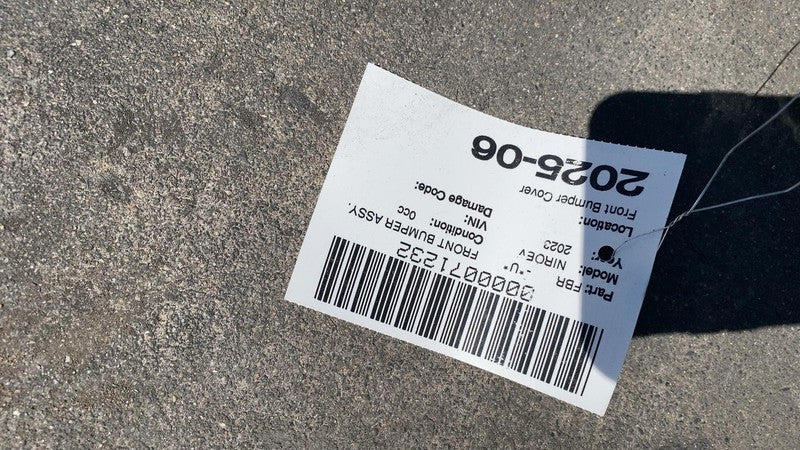 0000071232
-"U"- FRONT BUMPER ASSY.
Part: FBR
Model: NIROEV Condition: 0cc
Year: 2023 VIN:
Location: Damage Code:
Front Bumper Cover
2025-06